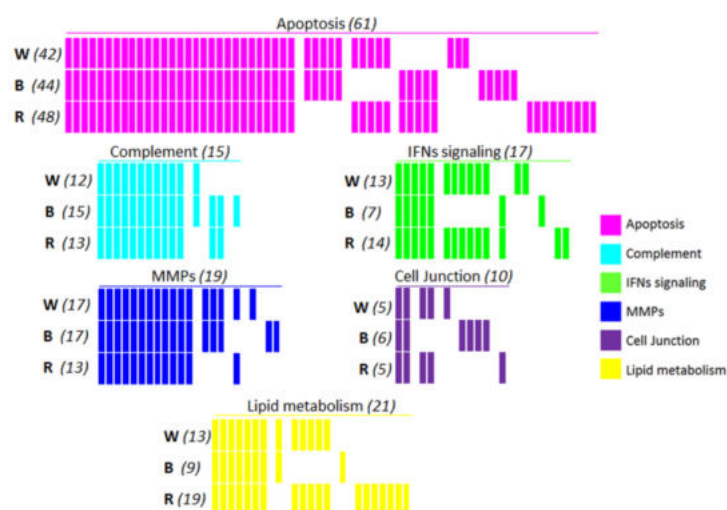 Apoptosis (61)
W (42)
B (44)
R (48)
Complement (15)
W (12)
B (15)
R (13)
IFNs signaling (17)
W (13)
B (7)
R (14)
MMPs (19)
W (17)
B (17)
R (13)
Cell Junction (10)
W (5)
B (6)
R (5)
Lipid metabolism (21)
W (13)
B (9)
R (19)
Apoptosis
Complement
IFNs signaling
MMPs
Cell Junction
Lipid metabolism